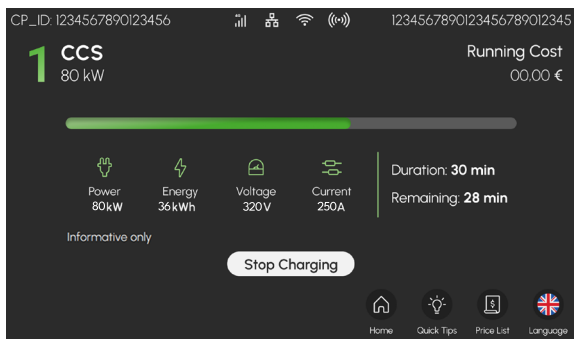 CP_ID: 1234567890123456
1234567890123456789012345
1 CCS
80 kW
Running Cost
00,00 €
Power
80kW
Energy
36kWh
Voltage
320V
Current
250A
Duration: 30 min
Remaining: 28 min
Informative only
Stop Charging
Home
Quick Tips
Price List
Language